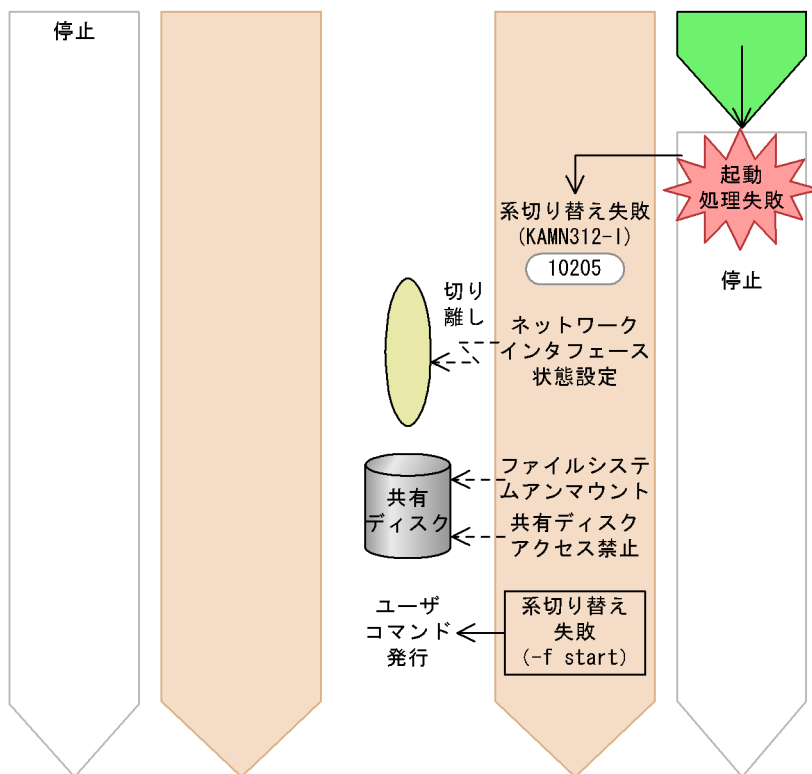 停止
起動
処理失敗
系切り替え失敗
(KAMN312-I)
10205
停止
切り
離し
ネットワーク
インタフェース
状態設定
ファイルシステ
ムアンマウント
共有
ディスク
共有ディスク
アクセス禁止
ユーザ
コマンド
発行
系切り替え
失敗
(-f start)